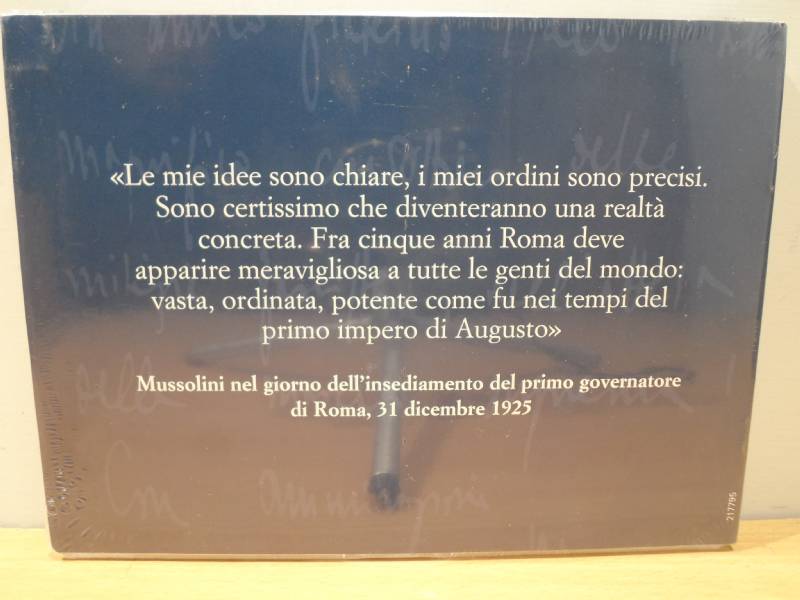 «Le mie idee sono chiare, i miei ordini sono precisi.
Sono certissimo che diventeranno una realtà
concreta. Fra cinque anni Roma deve
apparire meravigliosa a tutte le genti del mondo:
vasta, ordinata, potente come fu nei tempi del
primo impero di Augusto»
Mussolini nel giorno dell'insediamento del primo governatore
di Roma, 31 dicembre 1925
217795